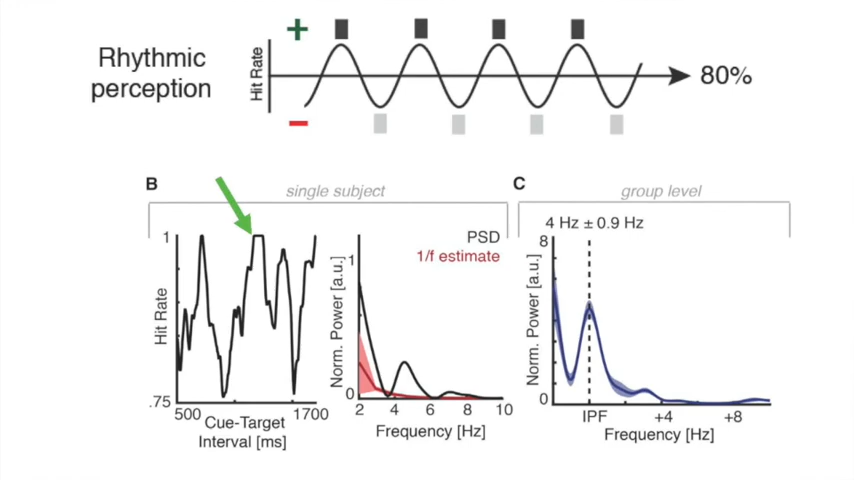 Rhythmic
perception
Hit Rate
+
−
80%
B
single subject
C
group level
Hit Rate
1
.75
500
1700
Cue-Target
Interval [ms]
Norm. Power [a.u.]
1
0
PSD
1/f estimate
2 4 6 8 10
Frequency [Hz]
4 Hz ± 0.9 Hz
Norm. Power [a.u.]
8
0
IPF +4 +8
Frequency [Hz]